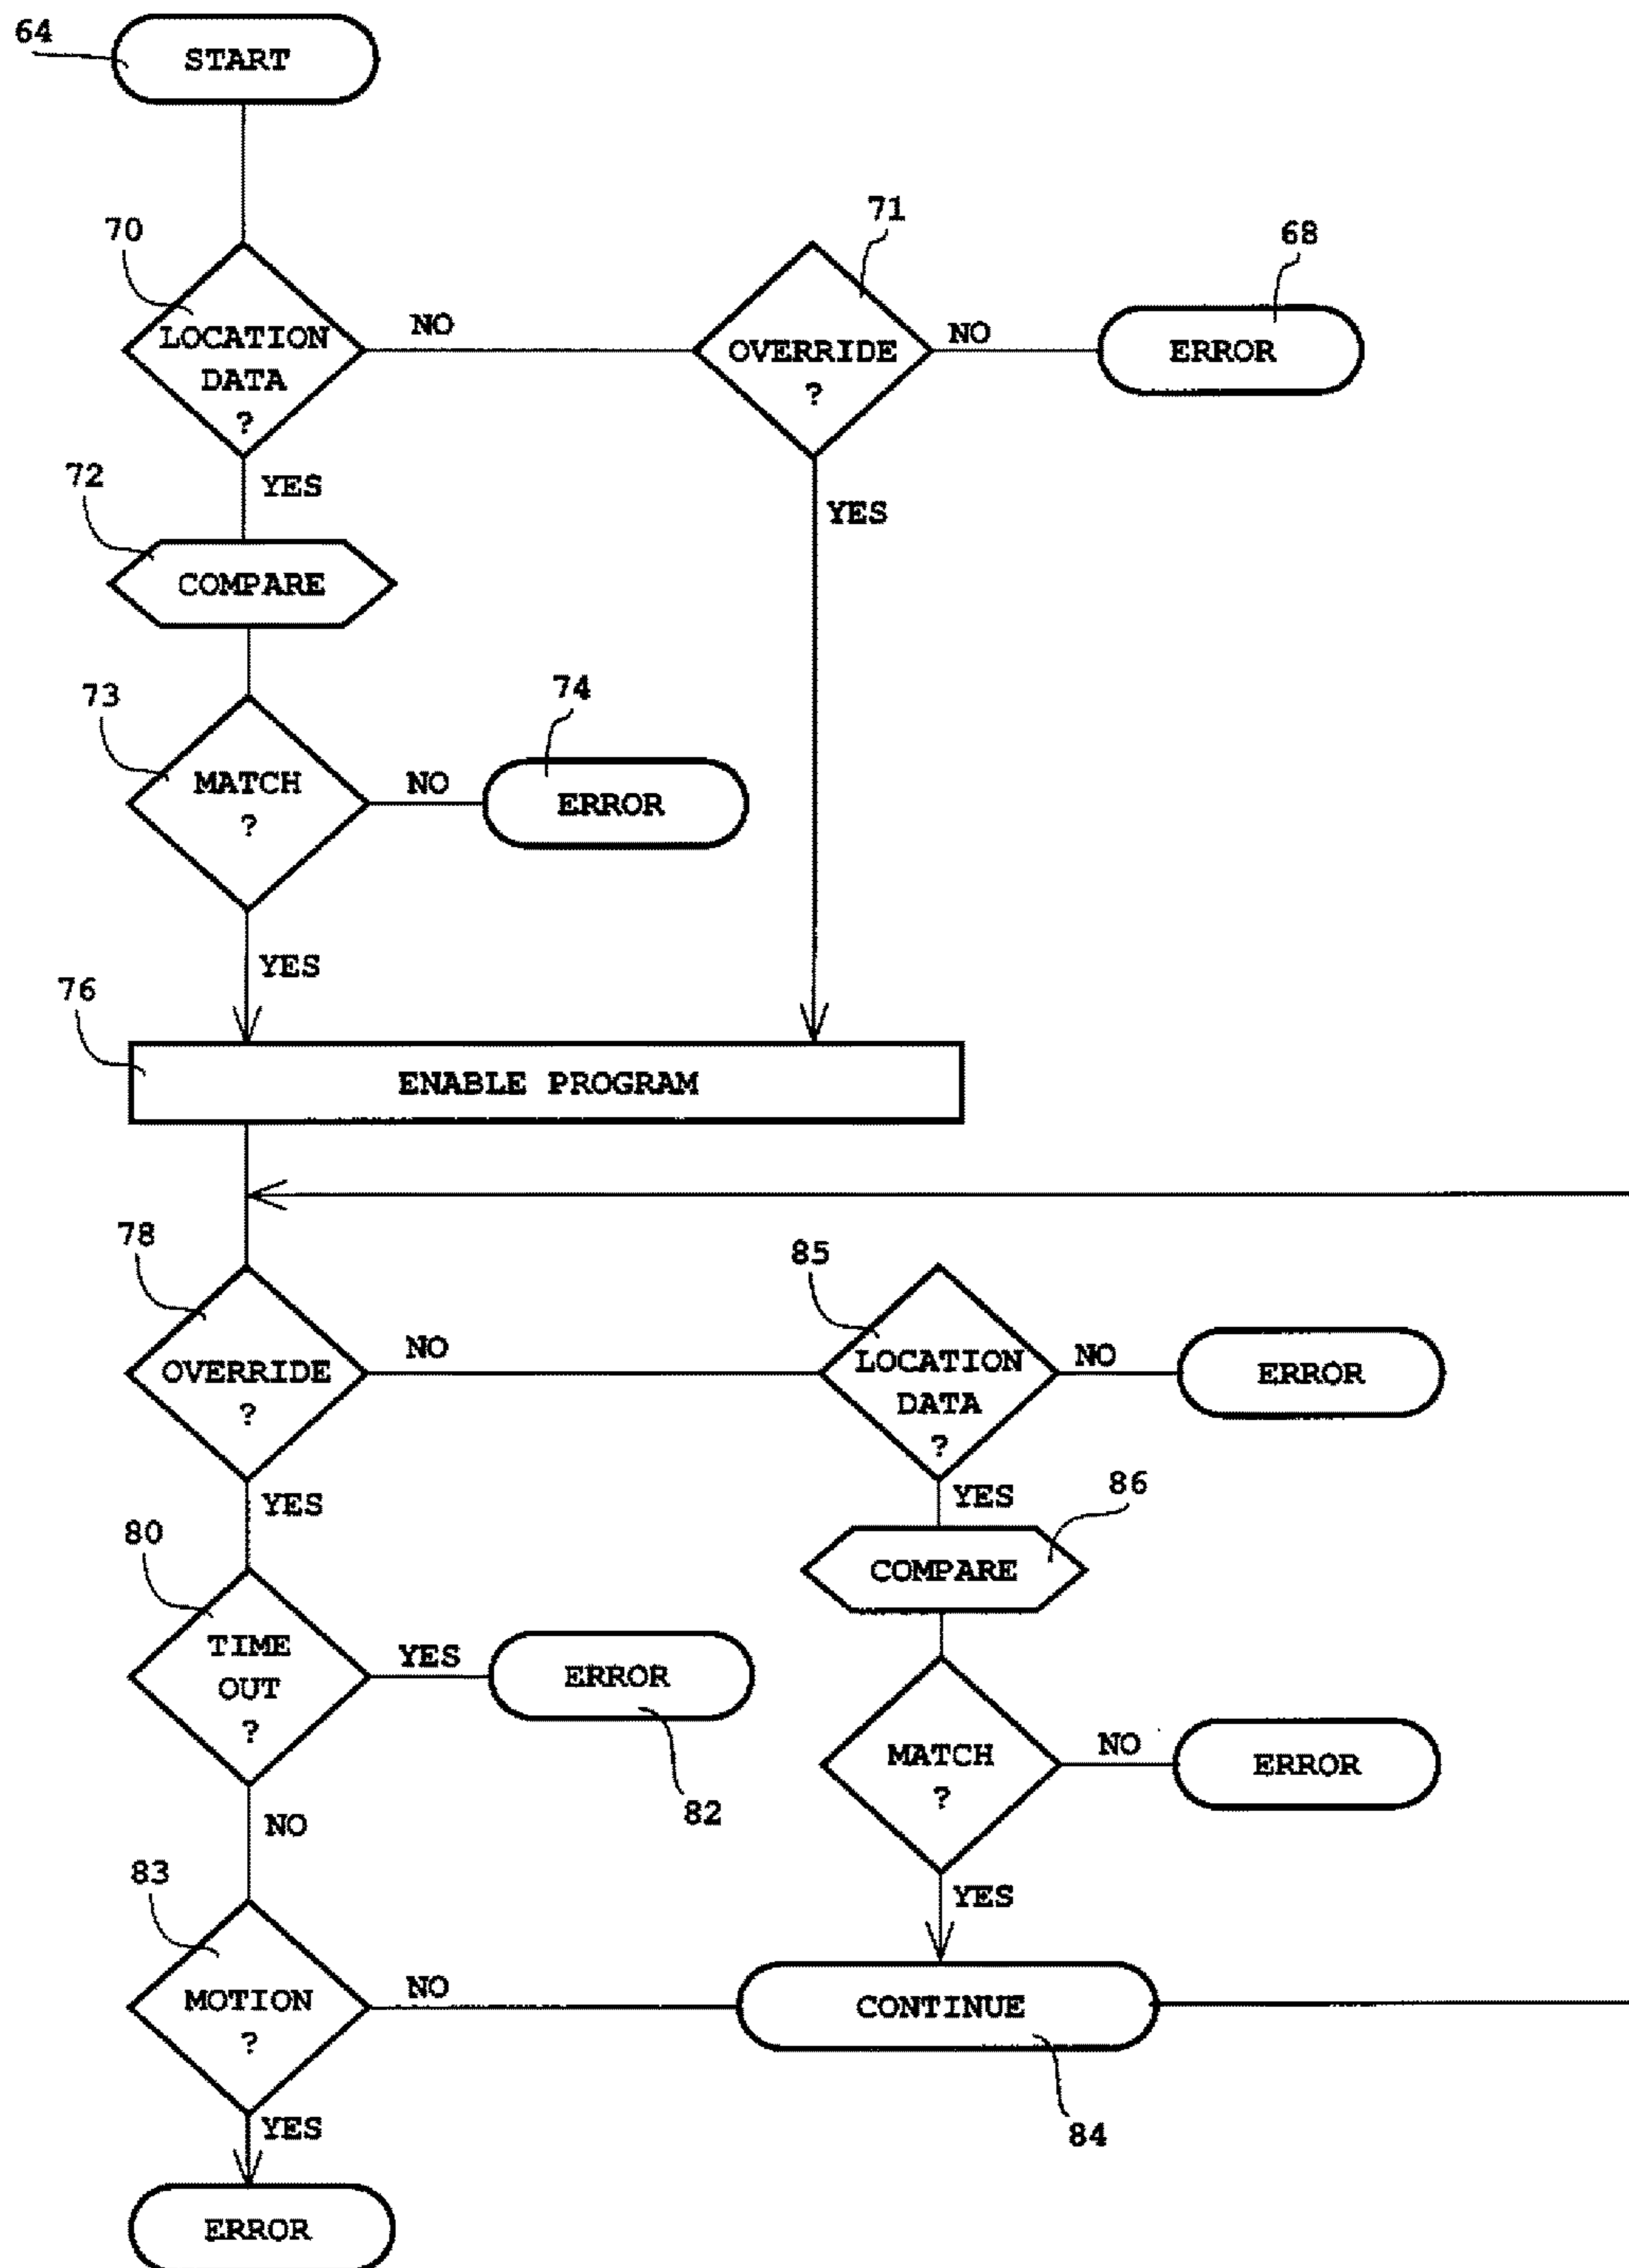 64
START
70
71
68
LOCATION
DATA
?
NO
OVERRIDE
?
NO
ERROR
72
YES
YES
COMPARE
73
74
MATCH
?
NO
ERROR
YES
76
ENABLE PROGRAM
78
85
OVERRIDE
?
NO
LOCATION
DATA
?
NO
ERROR
YES
YES
86
80
COMPARE
TIME
OUT
?
YES
ERROR
82
MATCH
?
NO
ERROR
NO
83
YES
MOTION
?
NO
CONTINUE
84
YES
ERROR